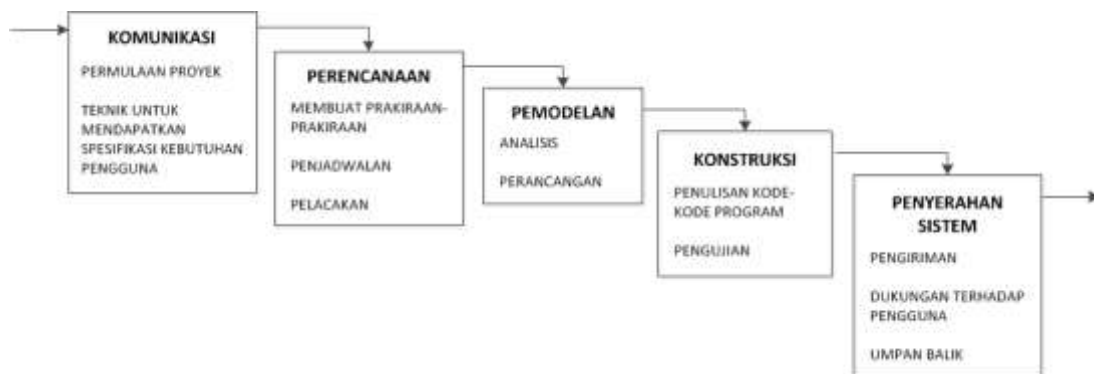 KOMUNIKASI
PERMULAAN PROYEK
TEKNIK UNTUK
MENDAPATKAN
SPESIFIKASI KEBUTUHAN
PENGGUNA
PERENCANAAN
MEMBUAT PRAKIRAAN-
PRAKIRAAN
PENJADWALAN
PELACAKAN
PEMODELAN
ANALISIS
PERANCANGAN
KONSTRUKSI
PENULISAN KODE-
KODE PROGRAM
PENGUJIAN
PENYERAHAN
SISTEM
PENGIRIMAN
DUKUNGAN TERHADAP
PENGGUNA
UMPAN BALIK